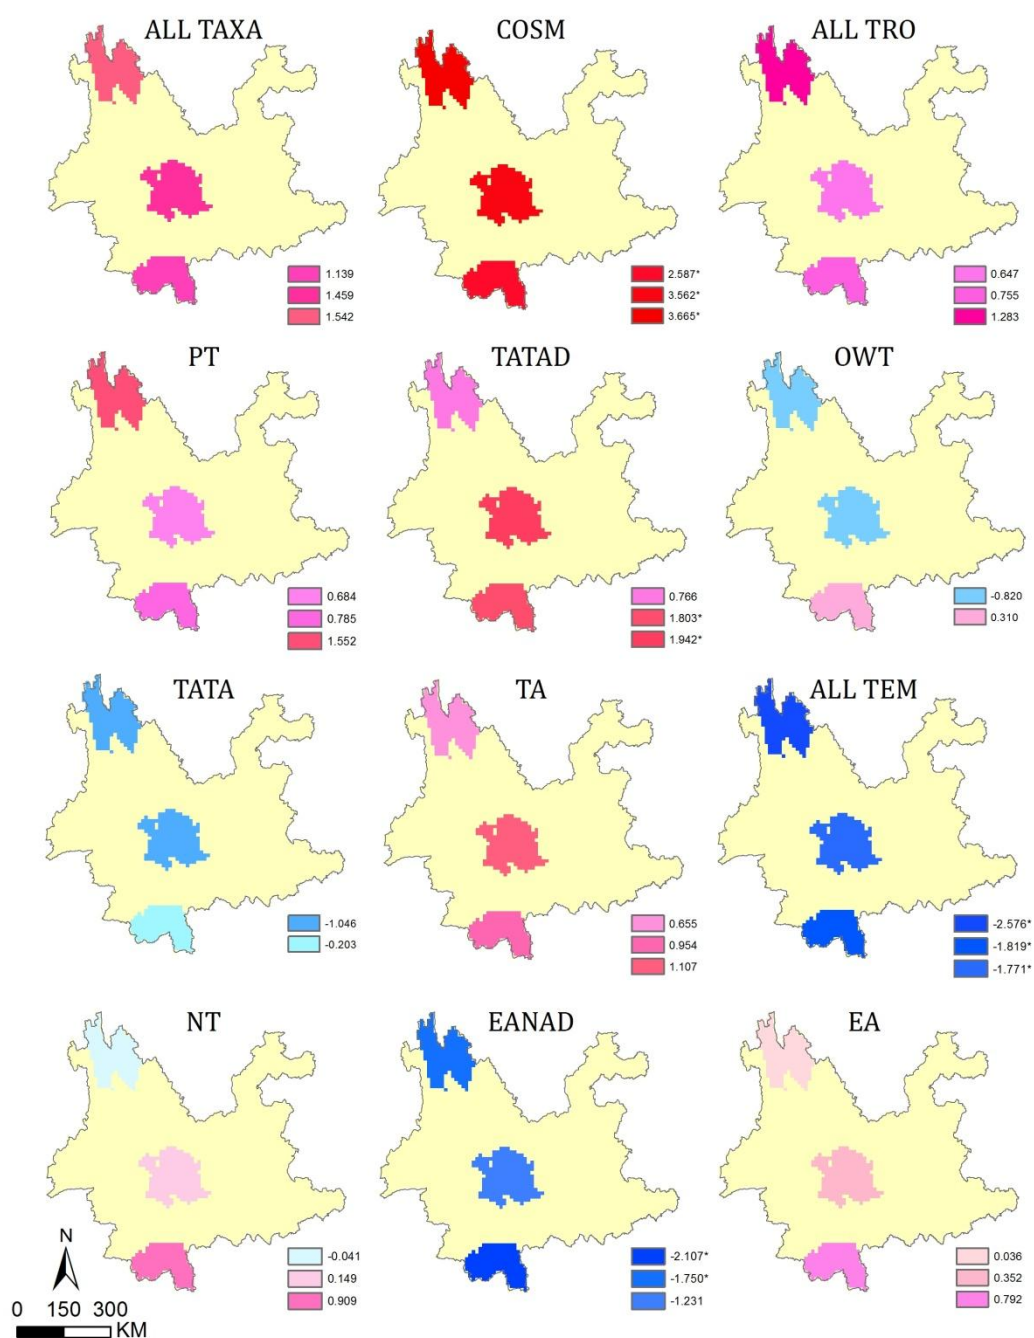 ALL TAXA
COSM
ALL TRO
1.139
1.459
1.542
2.587*
3.562*
3.665*
0.647
0.755
1.283
PT
TATAD
OWT
0.684
0.785
1.552
0.766
1.803*
1.942*
-0.820
0.310
TATA
TA
ALL TEM
-1.046
-0.203
0.655
0.954
1.107
-2.576*
-1.819*
-1.771*
NT
EANAD
EA
-0.041
0.149
0.909
-2.107*
-1.750*
-1.231
0.036
0.352
0.792
N
0 150 300
KM